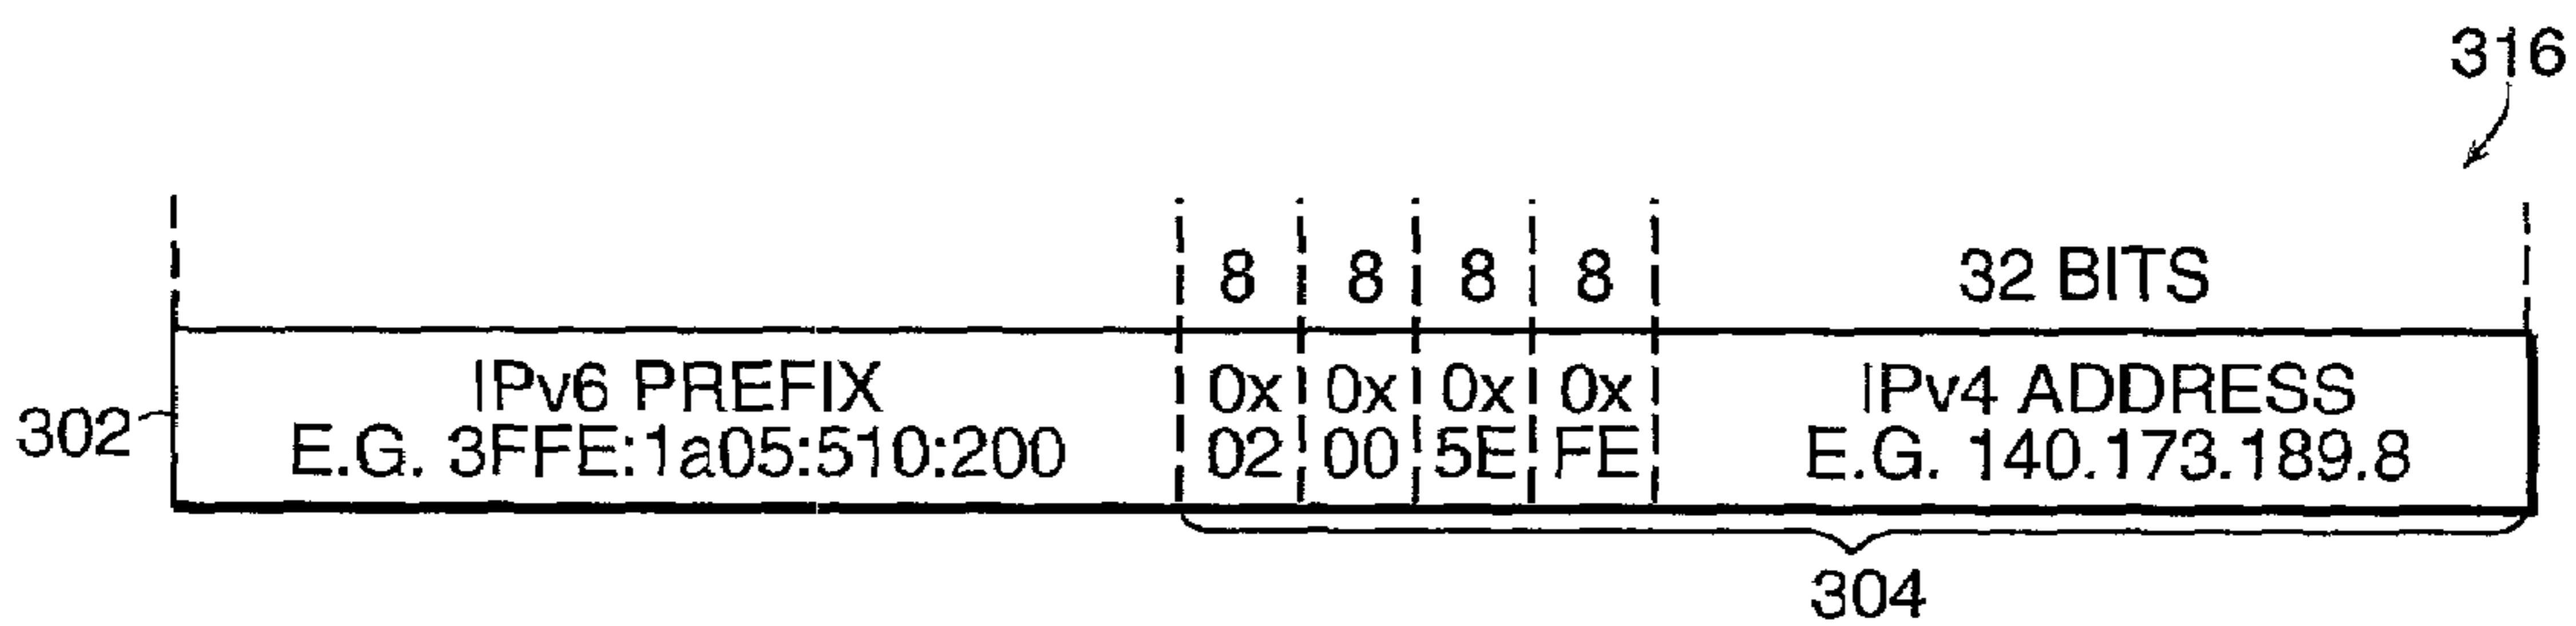 316
8 8 8 8 32 BITS
IPv6 PREFIX 0x 0x 0x 0x IPv4 ADDRESS
302 E.G. 3FFE:1a05:510:200 02 00 5E FE E.G. 140.173.189.8
304